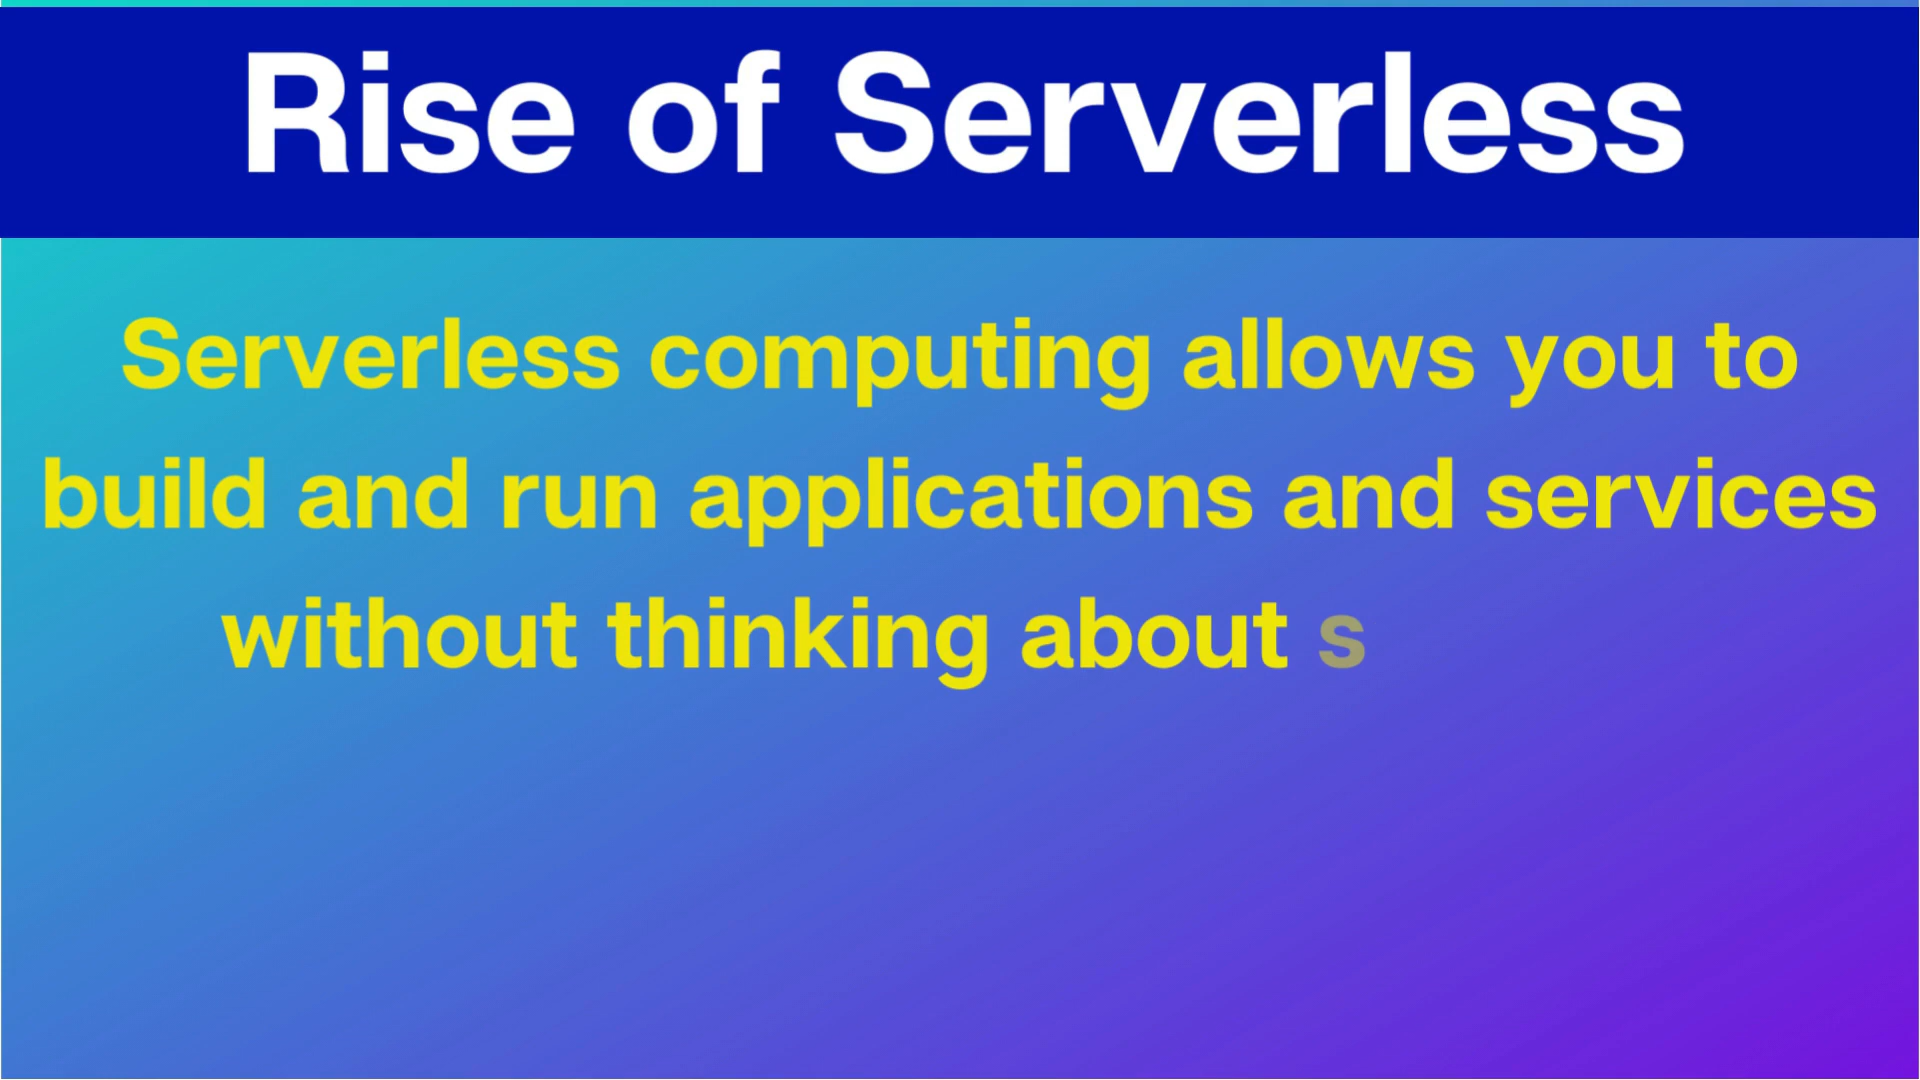 Rise of Serverless
Serverless computing allows you to
build and run applications and services
without thinking about s